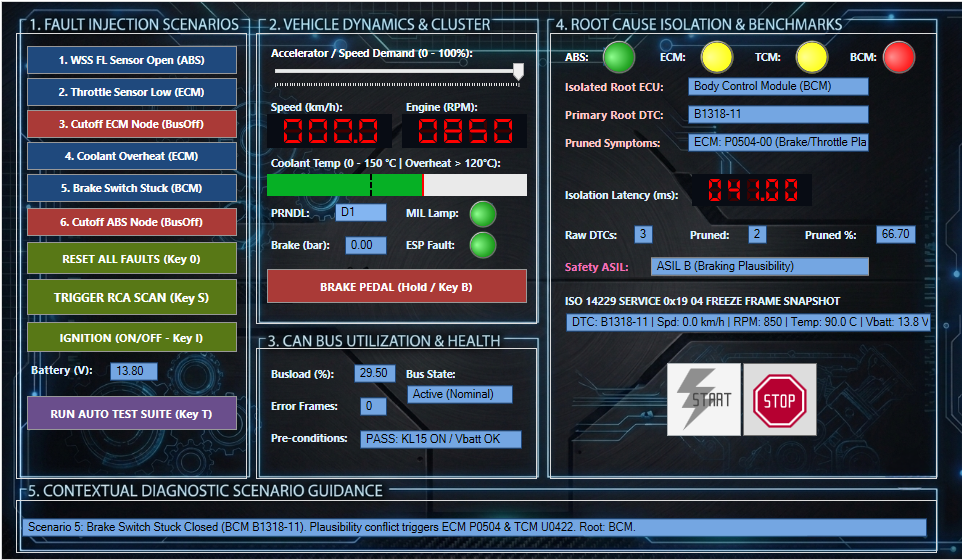 1. FAULT INJECTION SCENARIOS
1. WSS FL Sensor Open (ABS)
2. Throttle Sensor Low (ECM)
3. Cutoff ECM Node (BusOff)
4. Coolant Overheat (ECM)
5. Brake Switch Stuck (BCM)
6. Cutoff ABS Node (BusOff)
RESET ALL FAULTS (Key 0)
TRIGGER RCA SCAN (Key S)
IGNITION (ON/OFF - Key I)
Battery (V): 13.80
RUN AUTO TEST SUITE (Key T)
2. VEHICLE DYNAMICS & CLUSTER
Accelerator / Speed Demand (0 - 100%):
Speed (km/h): Engine (RPM):
000.0 0850
Coolant Temp (0 - 150 °C | Overheat > 120°C):
PRNDL: D1 MIL Lamp:
Brake (bar): 0.00 ESP Fault:
BRAKE PEDAL (Hold / Key B)
3. CAN BUS UTILIZATION & HEALTH
Busload (%): 29.50 Bus State:
Active (Nominal)
Error Frames: 0
Pre-conditions: PASS: KL15 ON / Vbatt OK
4. ROOT CAUSE ISOLATION & BENCHMARKS
ABS: ECM: TCM: BCM:
Isolated Root ECU: Body Control Module (BCM)
Primary Root DTC: B1318-11
Pruned Symptoms: ECM: P0504-00 (Brake/Throttle Pla
Isolation Latency (ms): 041.00
Raw DTCs: 3 Pruned: 2 Pruned %: 66.70
Safety ASIL: ASIL B (Braking Plausibility)
ISO 14229 SERVICE 0x19 04 FREEZE FRAME SNAPSHOT
DTC: B1318-11 | Spd: 0.0 km/h | RPM: 850 | Temp: 90.0 C | Vbatt: 13.8 V
START STOP
5. CONTEXTUAL DIAGNOSTIC SCENARIO GUIDANCE
Scenario 5: Brake Switch Stuck Closed (BCM B1318-11). Plausibility conflict triggers ECM P0504 & TCM U0422. Root: BCM.